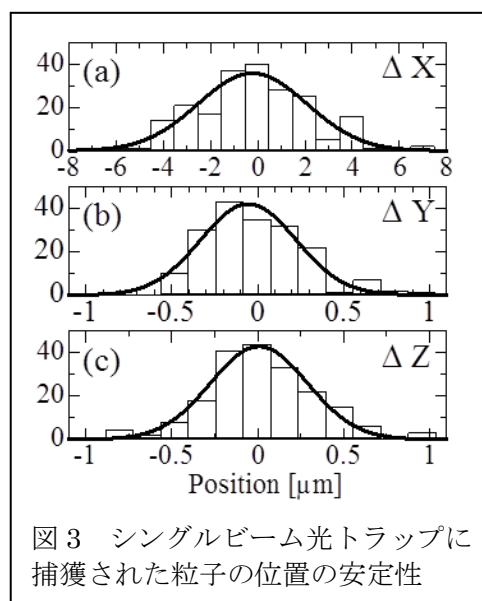 (a) Δ X
40
20
0
-8 -6 -4 -2 0 2 4 6 8
(b) Δ Y
40
20
0
-1 -0.5 0 0.5 1
(c) Δ Z
40
20
0
-1 -0.5 0 0.5 1
Position [µm]
図3 シングルビーム光トラップに
捕獲された粒子の位置の安定性